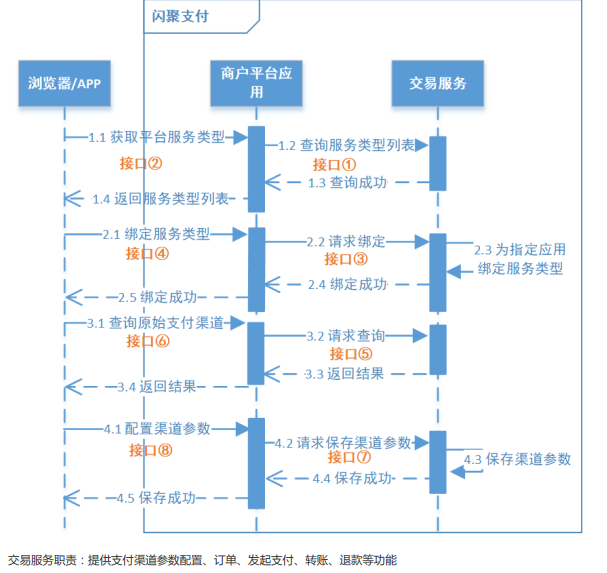 闪聚支付
浏览器/APP
商户平台应
用
交易服务
1.1 获取平台服务类型
接口②
1.2 查询服务类型列表
接口①
1.3 查询成功
1.4 返回服务类型列表
2.1 绑定服务类型
接口④
2.2 请求绑定
接口③
2.3 为指定应用
绑定服务类型
2.4 绑定成功
2.5 绑定成功
3.1 查询原始支付渠道
接口⑥
3.2 请求查询
接口⑤
3.3 返回结果
3.4 返回结果
4.1 配置渠道参数
接口⑧
4.2 请求保存渠道参数
接口⑦
4.3 保存渠道参数
4.4 保存成功
4.5 保存成功
交易服务职责：提供支付渠道参数配置、订单、发起支付、转账、退款等功能